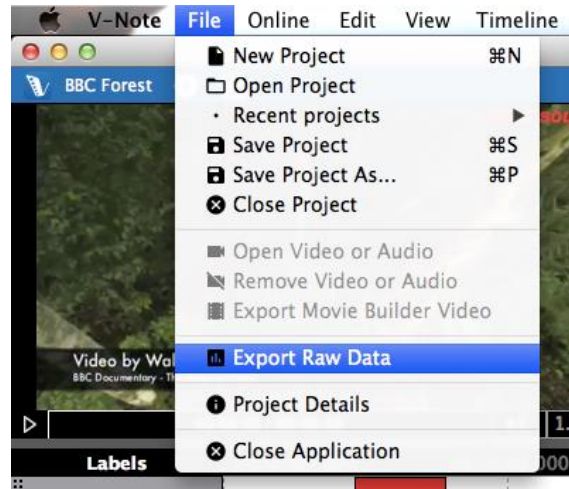 V-Note File Online Edit View Timeline
BBC Forest
New Project ⌘N
Open Project
Recent projects
Save Project ⌘S
Save Project As... ⌘P
Close Project
Open Video or Audio
Remove Video or Audio
Export Movie Builder Video
Export Raw Data
Video by
BBC Documentary -
Project Details
1.
Close Application
Labels